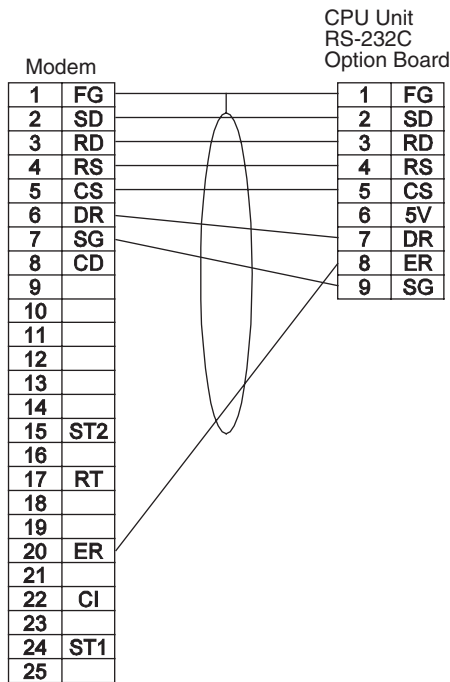 CPU Unit
RS-232C
Option Board
Modem
1 FG
2 SD
3 RD
4 RS
5 CS
6 DR
7 SG
8 CD
9
10
11
12
13
14
15 ST2
16
17 RT
18
19
20 ER
21
22 CI
23
24 ST1
25
1 FG
2 SD
3 RD
4 RS
5 CS
6 5V
7 DR
8 ER
9 SG